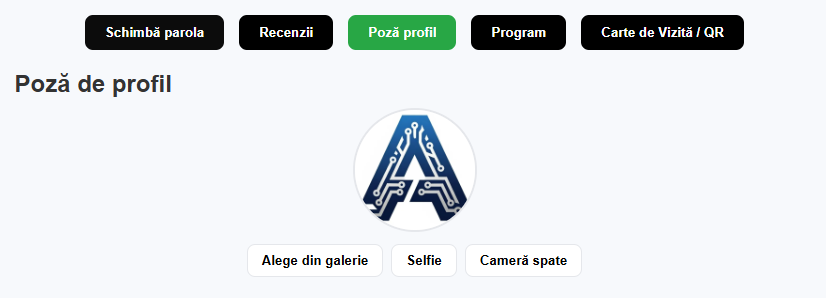 Schimbă parola Recenzii Poză profil Program Carte de Vizită / QR
Poză de profil
Alege din galerie Selfie Cameră spate